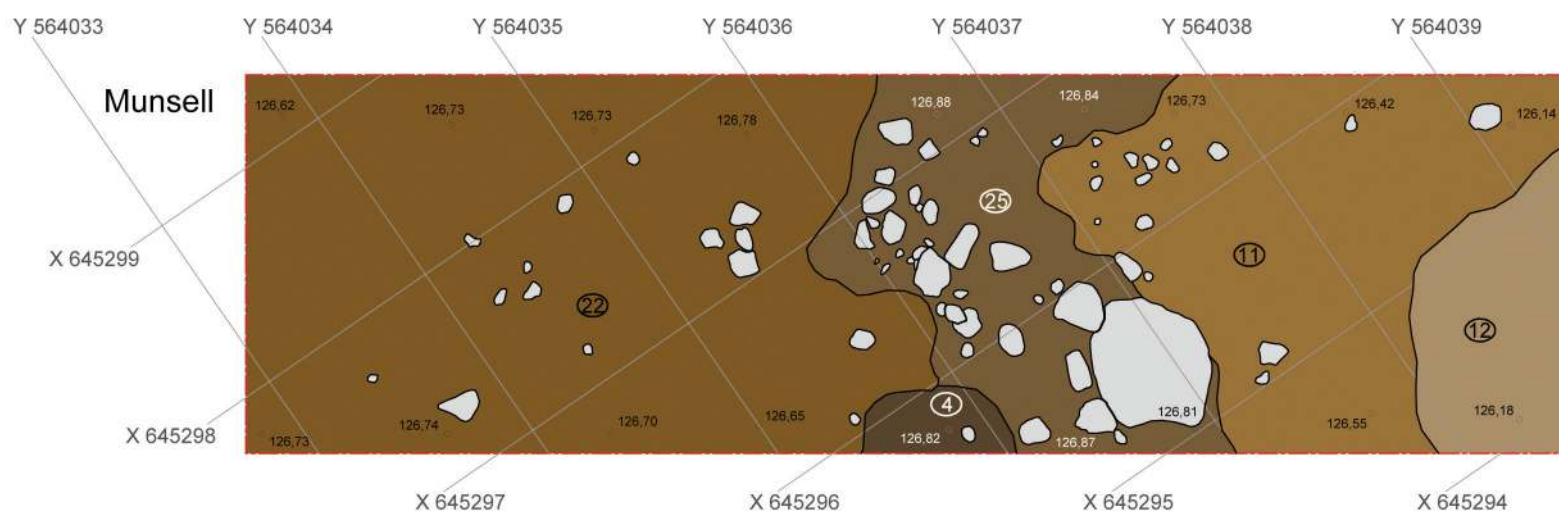 Y 564033
Y 564034
Y 564035
Y 564036
Y 564037
Y 564038
Y 564039
Munsell
126,62
126,73
126,73
126,78
126,88
126,84
126,73
126,42
126,14
25
11
X 645299
22
12
4
X 645298
126,73
126,74
126,70
126,65
126,82
126,87
126,81
126,55
126,18
X 645297
X 645296
X 645295
X 645294